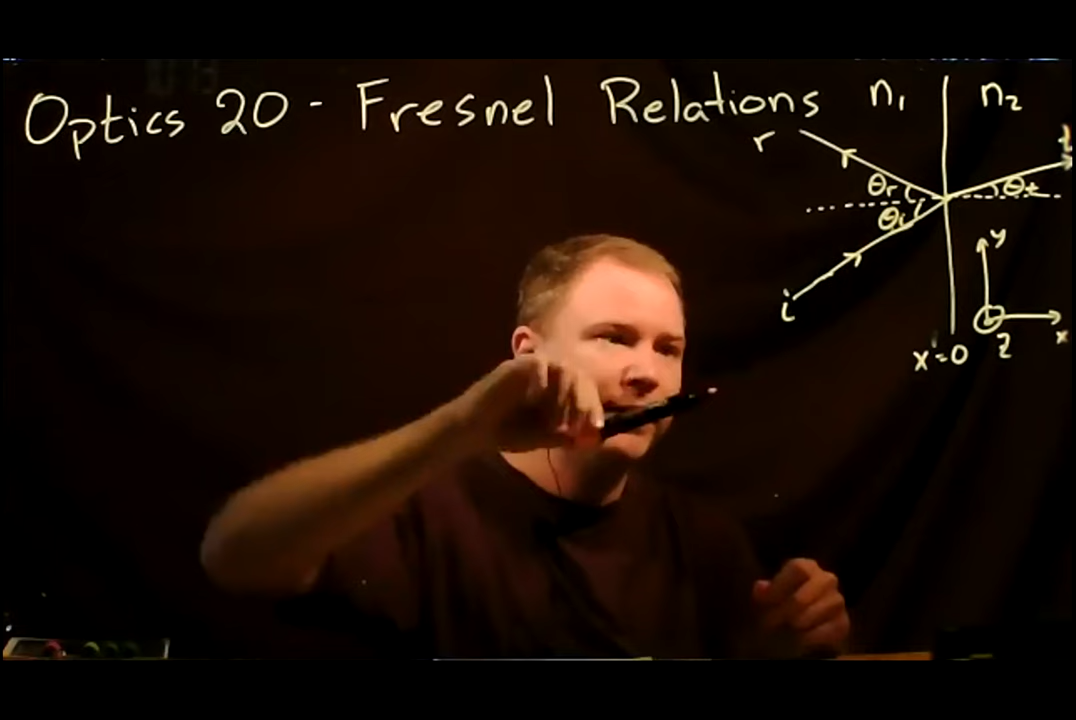 Optics 20 - Fresnel Relations
n₁ n₂
r
t
θr
θt
θi
i
y
x
z
x=0